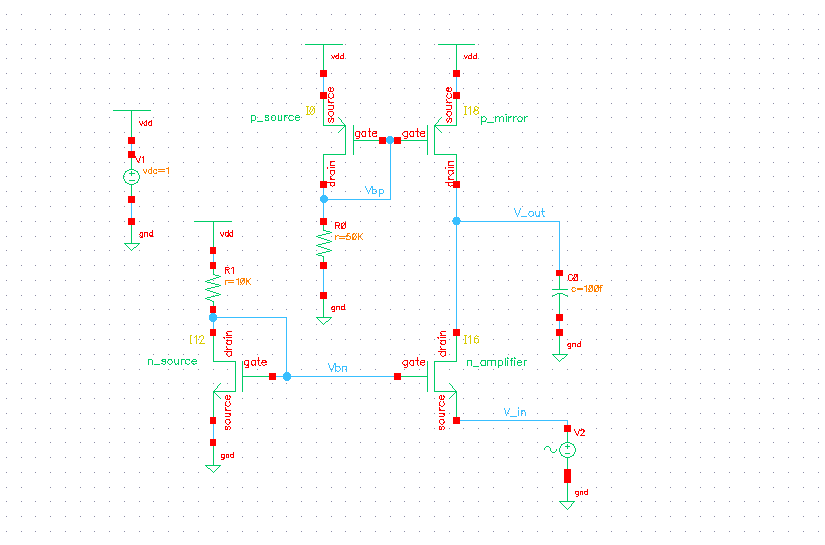 vdd
vdd
source
source
I0
I18
p_source
p_mirror
vdd
gate
gate
V1
vdc=1
drain
drain
Vbp
V_out
gnd
vdd
R0
r=50K
R1
r=10K
C0
c=100f
gnd
I12
drain
drain
I16
gnd
n_source
gate
gate
n_amplifier
Vbn
source
source
V_in
V2
gnd
gnd